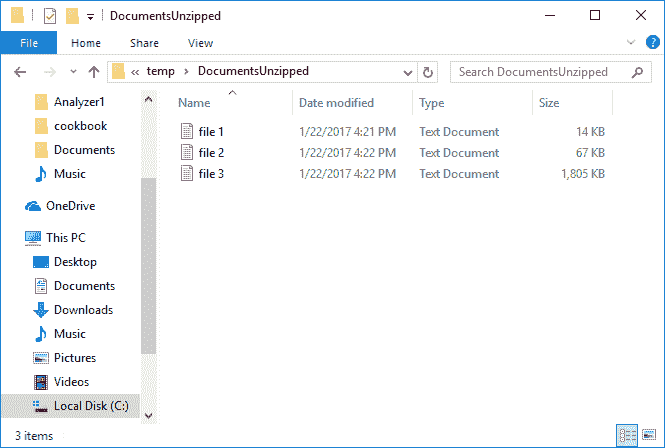 DocumentsUnzipped
File Home Share View
« temp > DocumentsUnzipped Search DocumentsUnzipped
Name Date modified Type Size
Analyzer1
cookbook
Documents
Music
OneDrive
This PC
Desktop
Documents
Downloads
Music
Pictures
Videos
Local Disk (C:)
file 1 1/22/2017 4:21 PM Text Document 14 KB
file 2 1/22/2017 4:22 PM Text Document 67 KB
file 3 1/22/2017 4:22 PM Text Document 1,805 KB
3 items